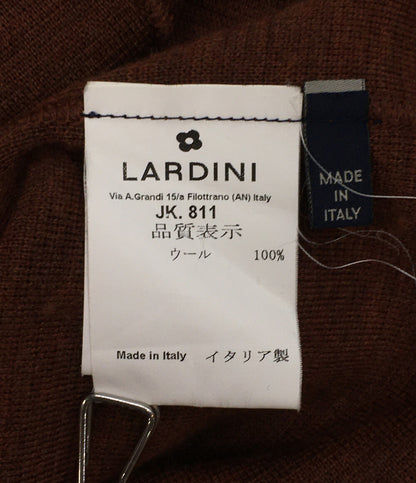 LARDINI
Via A.Grandi 15/a Filottrano (AN) Italy
JK. 811
品質表示
ウール 100%
Made in Italy イタリア製
MADE
IN
ITALY